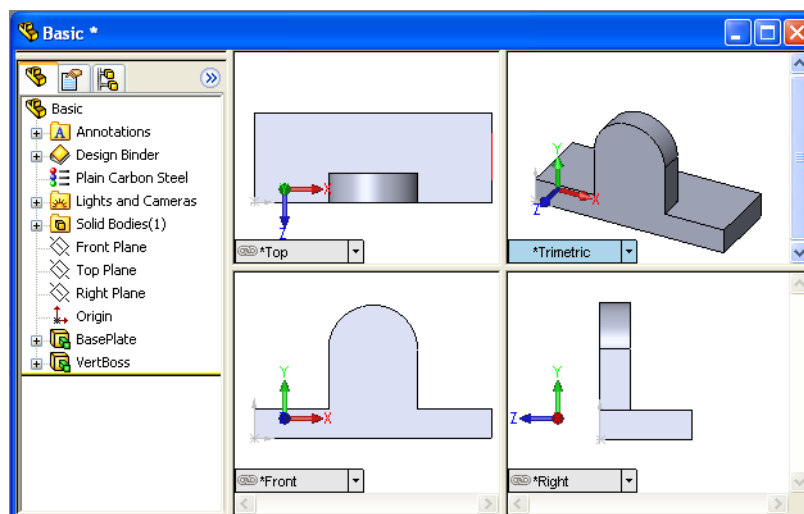 Basic *
Basic
A Annotations
Design Binder
Plain Carbon Steel
Lights and Cameras
Solid Bodies(1)
Front Plane
Top Plane
Right Plane
Origin
BasePlate
VertBoss
X
Z
*Top
Y
X
Z
*Trimetric
Y
X
*Front
Y
Z
*Right